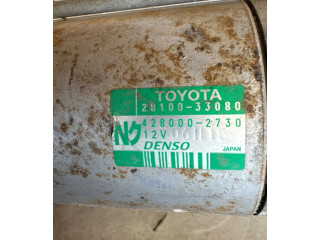 TOYOTA
28100-33080
428000-2730
12V
DENSO
JAPAN